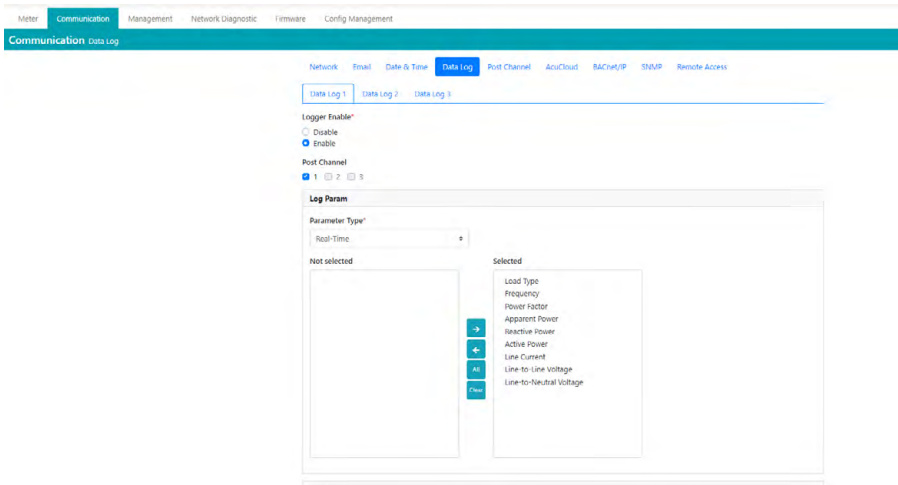 Meter Communication Management Network Diagnostic Firmware Config Management
Communication Data Log
Network Email Date & Time Data Log Post Channel AcuCloud BACnet/IP SNMP Remote Access
Data Log 1 Data Log 2 Data Log 3
Logger Enable*
Disable
Enable
Post Channel
1 2 3
Log Param
Parameter Type*
Real-Time
Not selected
Selected
Load Type
Frequency
Power Factor
Apparent Power
Reactive Power
Active Power
Line Current
Line-to-Line Voltage
Line-to-Neutral Voltage
All
Clear